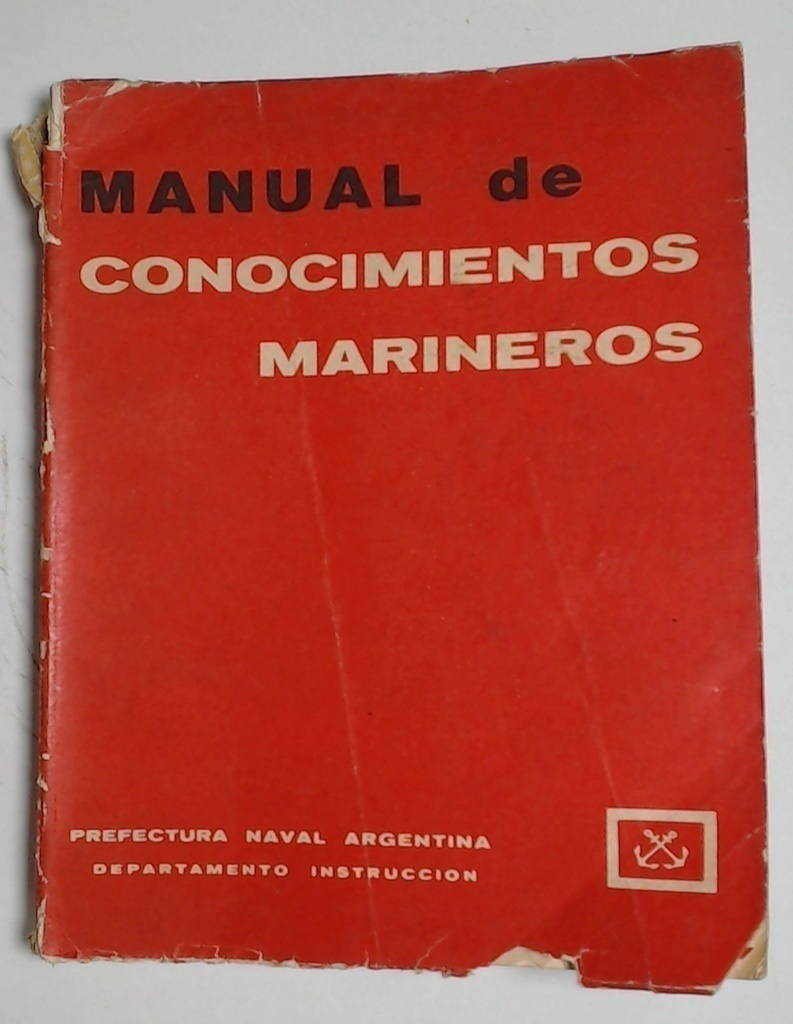 MANUAL de
CONOCIMIENTOS
MARINEROS
PREFECTURA NAVAL ARGENTINA
DEPARTAMENTO INSTRUCCION